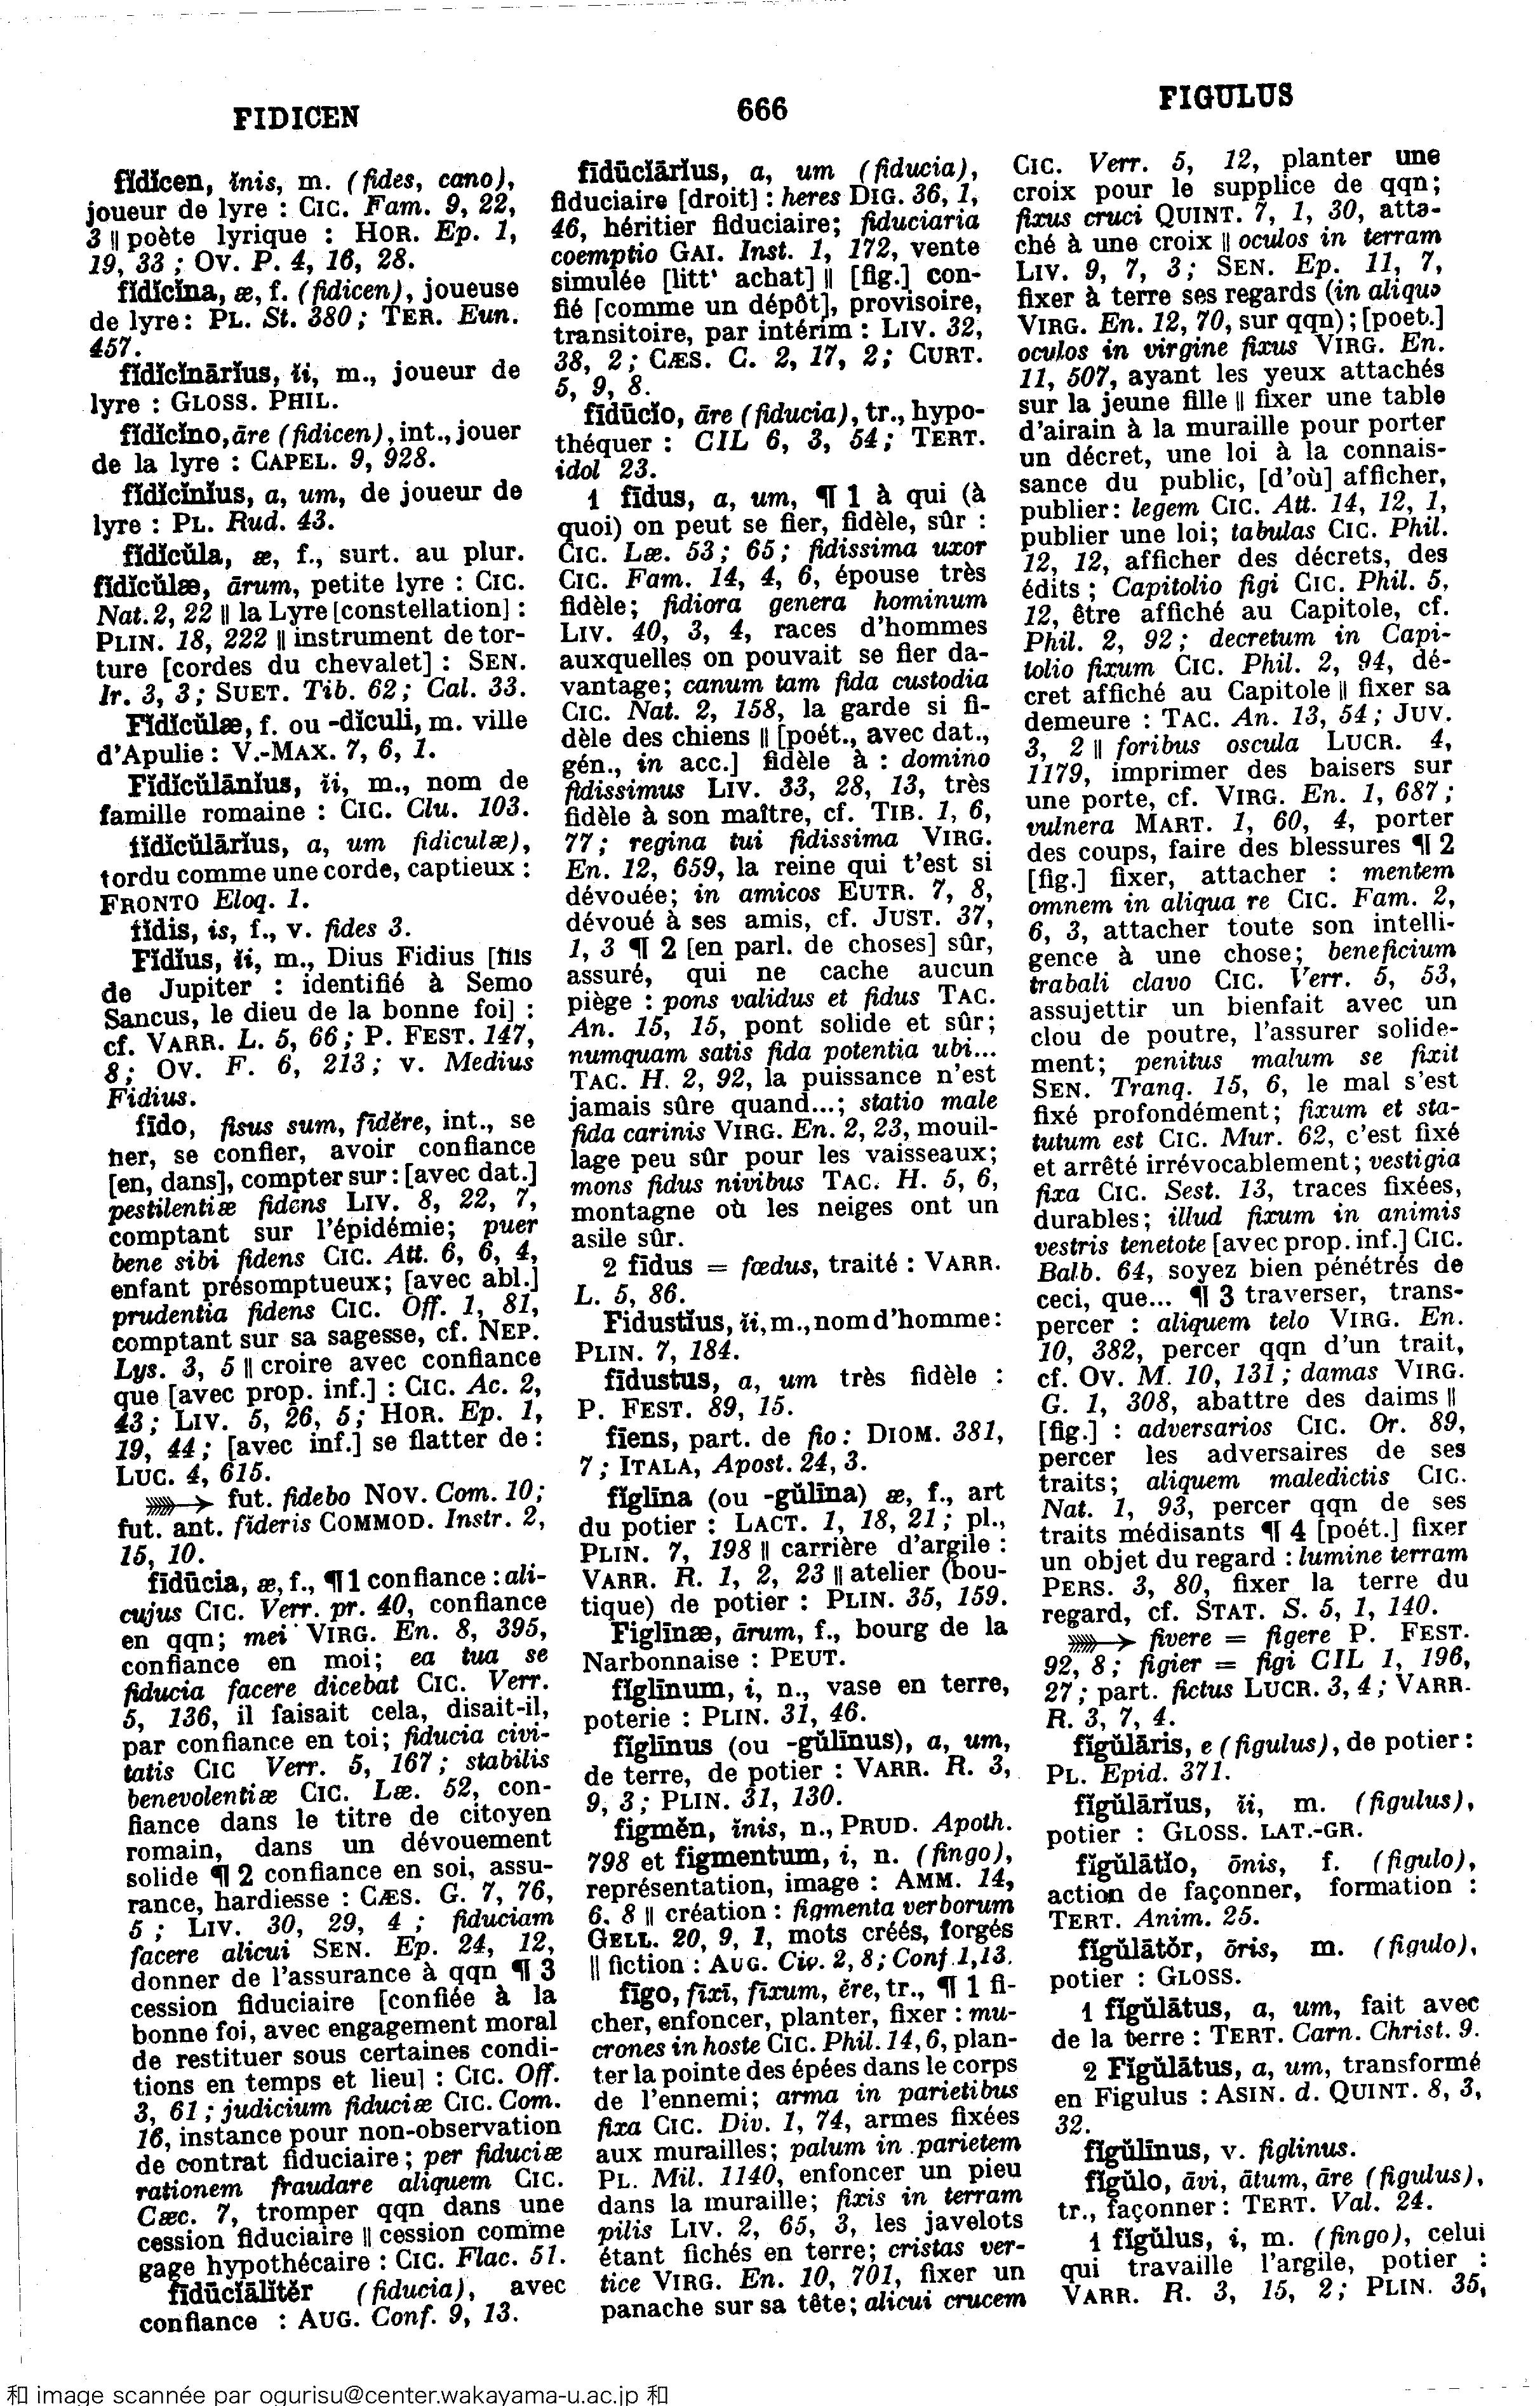 FIDICEN
666
FIGULUS
fĭdĭcen, ĭnis, m. (fides, cano),
joueur de lyre : CIC. Fam. 9, 22,
3 || poète lyrique : HOR. Ep. 1,
19, 33 ; OV. P. 4, 16, 28.
fĭdĭcĭna, æ, f. (fidicen), joueuse
de lyre : PL. St. 380 ; TER. Eun.
457.
fĭdĭcĭnārĭus, ĭi, m., joueur de
lyre : GLOSS. PHIL.
fĭdĭcĭno, āre (fidicen), int., jouer
de la lyre : CAPEL. 9, 928.
fĭdĭcĭnĭus, a, um, de joueur de
lyre : PL. Rud. 43.
fĭdĭcŭla, æ, f., surt. au plur.
fĭdĭcŭlæ, ārum, petite lyre : CIC.
Nat. 2, 22 || la Lyre [constellation] :
PLIN. 18, 222 || instrument de tor-
ture [cordes du chevalet] : SEN.
Ir. 3, 3 ; SUET. Tib. 62 ; Cal. 33.
Fĭdĭcŭlæ, f. ou -dĭculi, m. ville
d'Apulie : V.-MAX. 7, 6, 1.
Fĭdĭcŭlānĭus, ĭi, m., nom de
famille romaine : CIC. Clu. 103.
fĭdĭcŭlārĭus, a, um fidiculæ),
tordu comme une corde, captieux :
FRONTO Eloq. 1.
fĭdis, is, f., v. fides 3.
Fĭdĭus, ĭi, m., Dius Fidius [fils
de Jupiter : identifié à Semo
Sancus, le dieu de la bonne foi] :
cf. VARR. L. 5, 66 ; P. FEST. 147,
8 ; OV. F. 6, 213 ; v. Medius
Fidius.
fīdo, fisus sum, fīdĕre, int., se
fier, se confier, avoir confiance
[en, dans], compter sur : [avec dat.]
pestilentiæ fidens LIV. 8, 22, 7,
comptant sur l'épidémie; puer
bene sibi fidens CIC. Att. 6, 6, 4,
enfant présomptueux; [avec abl.]
prudentia fidens CIC. Off. 1, 81,
comptant sur sa sagesse, cf. NEP.
Lys. 3, 5 || croire avec confiance
que [avec prop. inf.] : CIC. Ac. 2,
43 ; LIV. 5, 26, 5 ; HOR. Ep. 1,
19, 44 ; [avec inf.] se flatter de :
LUC. 4, 615.
➳ fut. fidebo NOV. Com. 10 ;
fut. ant. fideris COMMOD. Instr. 2,
15, 10.
fīdūcia, æ, f., ¶ 1 confiance : ali-
cujus CIC. Verr. pr. 40, confiance
en qqn; mei VIRG. En. 8, 395,
confiance en moi; ea tua se
fiducia facere dicebat CIC. Verr.
5, 136, il faisait cela, disait-il,
par confiance en toi; fiducia civi-
tatis CIC Verr. 5, 167 ; stabilis
benevolentiæ CIC. Læ. 52, con-
fiance dans le titre de citoyen
romain, dans un dévouement
solide ¶ 2 confiance en soi, assu-
rance, hardiesse : CÆS. G. 7, 76,
5 ; LIV. 30, 29, 4 ; fiduciam
facere alicui SEN. Ep. 24, 12,
donner de l'assurance à qqn ¶ 3
cession fiduciaire [confiée à la
bonne foi, avec engagement moral
de restituer sous certaines condi-
tions en temps et lieu] : CIC. Off.
3, 61 ; judicium fiduciæ CIC. Com.
16, instance pour non-observation
de contrat fiduciaire ; per fiduciæ
rationem fraudare aliquem CIC.
Cæc. 7, tromper qqn dans une
cession fiduciaire || cession comme
gage hypothécaire : CIC. Flac. 51.
fīdūcĭālĭtĕr (fiducia), avec
confiance : AUG. Conf. 9, 13.
fīdūcĭārĭus, a, um (fiducia),
fiduciaire [droit] : heres DIG. 36, 1,
46, héritier fiduciaire; fiduciaria
coemptio GAI. Inst. 1, 172, vente
simulée [litt' achat] || [fig.] con-
fié [comme un dépôt], provisoire,
transitoire, par intérim : LIV. 32,
38, 2 ; CÆS. C. 2, 17, 2 ; CURT.
5, 9, 8.
fīdūcĭo, āre (fiducia), tr., hypo-
théquer : CIL 6, 3, 54 ; TERT.
idol 23.
1 fīdus, a, um, ¶ 1 à qui (à
quoi) on peut se fier, fidèle, sûr :
CIC. Læ. 53 ; 65 ; fidissima uxor
CIC. Fam. 14, 4, 6, épouse très
fidèle; fidiora genera hominum
LIV. 40, 3, 4, races d'hommes
auxquelles on pouvait se fier da-
vantage; canum tam fida custodia
CIC. Nat. 2, 158, la garde si fi-
dèle des chiens || [poét., avec dat.,
gén., in acc.] fidèle à : domino
fidissimus LIV. 33, 28, 13, très
fidèle à son maître, cf. TIB. 1, 6,
77 ; regina tui fidissima VIRG.
En. 12, 659, la reine qui t'est si
dévouée; in amicos EUTR. 7, 8,
dévoué à ses amis, cf. JUST. 37,
1, 3 ¶ 2 [en parl. de choses] sûr,
assuré, qui ne cache aucun
piège : pons validus et fidus TAC.
An. 15, 15, pont solide et sûr;
numquam satis fida potentia ubi...
TAC. H. 2, 92, la puissance n'est
jamais sûre quand...; statio male
fida carinis VIRG. En. 2, 23, mouil-
lage peu sûr pour les vaisseaux;
mons fidus nivibus TAC. H. 5, 6,
montagne où les neiges ont un
asile sûr.
2 fīdus = fœdus, traité : VARR.
L. 5, 86.
Fidustĭus, ĭi, m., nom d'homme :
PLIN. 7, 184.
fīdustus, a, um très fidèle :
P. FEST. 89, 15.
fīens, part. de fio : DIOM. 381,
7 ; ITALA, Apost. 24, 3.
fĭglīna (ou -gŭlīna) æ, f., art
du potier : LACT. 1, 18, 21 ; pl.,
PLIN. 7, 198 || carrière d'argile :
VARR. R. 1, 2, 23 || atelier (bou-
tique) de potier : PLIN. 35, 159.
Figlīnæ, ārum, f., bourg de la
Narbonnaise : PEUT.
fĭglīnum, i, n., vase en terre,
poterie : PLIN. 31, 46.
fĭglīnus (ou -gŭlīnus), a, um,
de terre, de potier : VARR. R. 3,
9, 3 ; PLIN. 31, 130.
figmĕn, ĭnis, n., PRUD. Apoth.
798 et figmentum, i, n. (fingo),
représentation, image : AMM. 14,
6, 8 || création : figmenta verborum
GELL. 20, 9, 1, mots créés, forgés
|| fiction : AUG. Civ. 2, 8 ; Conf. 1, 13.
fīgo, fixī, fīxum, ĕre, tr., ¶ 1 fi-
cher, enfoncer, planter, fixer : mu-
crones in hoste CIC. Phil. 14, 6, plan-
ter la pointe des épées dans le corps
de l'ennemi; arma in parietibus
fixa CIC. Div. 1, 74, armes fixées
aux murailles; palum in parietem
PL. Mil. 1140, enfoncer un pieu
dans la muraille; fixis in terram
pilis LIV. 2, 65, 3, les javelots
étant fichés en terre; cristas ver-
tice VIRG. En. 10, 701, fixer un
panache sur sa tête; alicui crucem
CIC. Verr. 5, 12, planter une
croix pour le supplice de qqn;
fixus cruci QUINT. 7, 1, 30, atta-
ché à une croix || oculos in terram
LIV. 9, 7, 3 ; SEN. Ep. 11, 7,
fixer à terre ses regards (in aliquo
VIRG. En. 12, 70, sur qqn) ; [poet.]
oculos in virgine fixus VIRG. En.
11, 507, ayant les yeux attachés
sur la jeune fille || fixer une table
d'airain à la muraille pour porter
un décret, une loi à la connais-
sance du public, [d'où] afficher,
publier : legem CIC. Att. 14, 12, 1,
publier une loi; tabulas CIC. Phil.
12, 12, afficher des décrets, des
édits ; Capitolio figi CIC. Phil. 5,
12, être affiché au Capitole, cf.
Phil. 2, 92 ; decretum in Capi-
tolio fixum CIC. Phil. 2, 94, dé-
cret affiché au Capitole || fixer sa
demeure : TAC. An. 13, 54 ; JUV.
3, 2 || foribus oscula LUCR. 4,
1179, imprimer des baisers sur
une porte, cf. VIRG. En. 1, 687 ;
vulnera MART. 1, 60, 4, porter
des coups, faire des blessures ¶ 2
[fig.] fixer, attacher : mentem
omnem in aliqua re CIC. Fam. 2,
6, 3, attacher toute son intelli-
gence à une chose; beneficium
trabali clavo CIC. Verr. 5, 53,
assujettir un bienfait avec un
clou de poutre, l'assurer solide-
ment; penitus malum se fixit
SEN. Tranq. 15, 6, le mal s'est
fixé profondément; fixum et sta-
tutum est CIC. Mur. 62, c'est fixé
et arrêté irrévocablement; vestigia
fixa CIC. Sest. 13, traces fixées,
durables; illud fixum in animis
vestris tenetote [avec prop. inf.] CIC.
Balb. 64, soyez bien pénétrés de
ceci, que... ¶ 3 traverser, trans-
percer : aliquem telo VIRG. En.
10, 382, percer qqn d'un trait,
cf. OV. M. 10, 131 ; damas VIRG.
G. 1, 308, abattre des daims ||
[fig.] : adversarios CIC. Or. 89,
percer les adversaires de ses
traits; aliquem maledictis CIC.
Nat. 1, 93, percer qqn de ses
traits médisants ¶ 4 [poét.] fixer
un objet du regard : lumine terram
PERS. 3, 80, fixer la terre du
regard, cf. STAT. S. 5, 1, 140.
➳ fivere = figere P. FEST.
92, 8 ; figier = figi CIL 1, 196,
27 ; part. fictus LUCR. 3, 4 ; VARR.
R. 3, 7, 4.
fĭgŭlāris, e (figulus), de potier :
PL. Epid. 371.
fĭgŭlārĭus, ĭi, m. (figulus),
potier : GLOSS. LAT.-GR.
fĭgŭlātĭo, ōnis, f. (figulo),
action de façonner, formation :
TERT. Anim. 25.
fĭgŭlātŏr, ōris, m. (figulo),
potier : GLOSS.
1 fĭgŭlātus, a, um, fait avec
de la terre : TERT. Carn. Christ. 9.
2 Fĭgŭlātus, a, um, transformé
en Figulus : ASIN. d. QUINT. 8, 3,
32.
fĭgŭlīnus, v. figlinus.
fĭgŭlo, āvi, ātum, āre (figulus),
tr., façonner : TERT. Val. 24.
1 fĭgŭlus, i, m. (fingo), celui
qui travaille l'argile, potier :
VARR. R. 3, 15, 2 ; PLIN. 35,
和 image scannée par ogurisu@center.wakayama-u.ac.jp 和